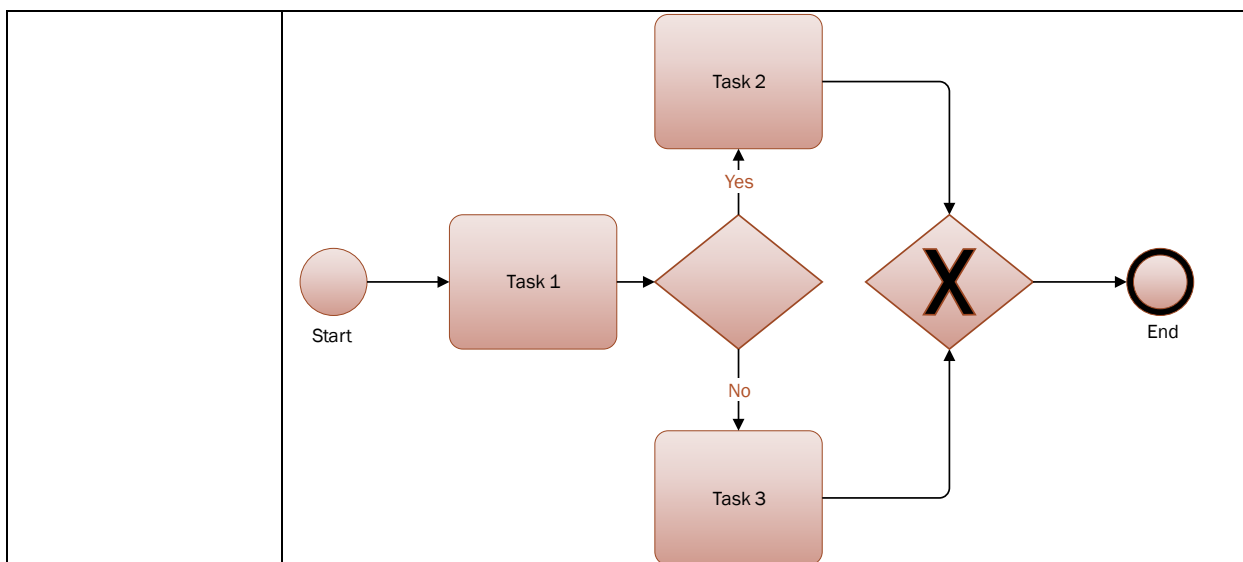 Task 2
Yes
Task 1
X
Start
End
No
Task 3